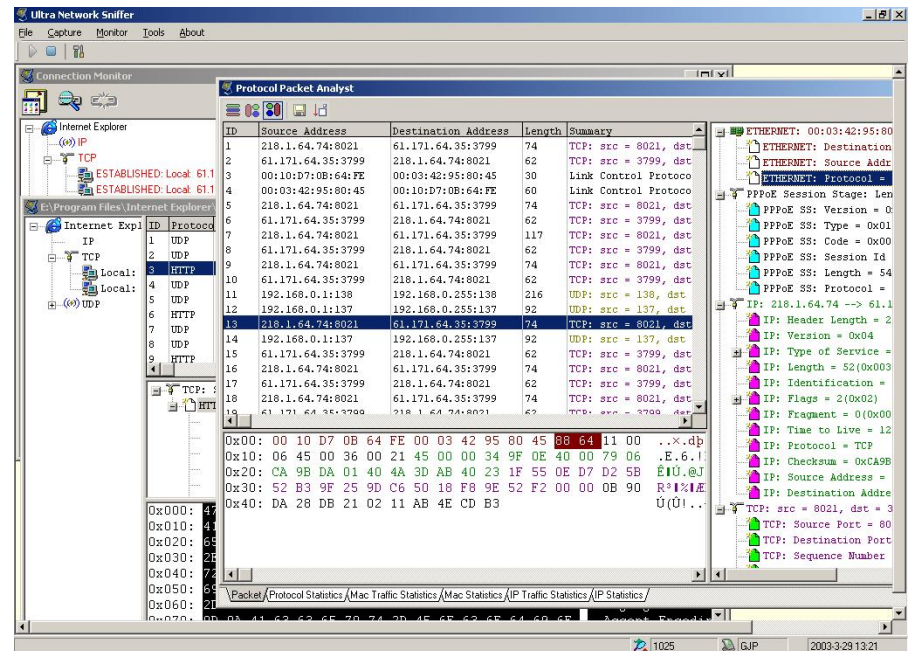 Ultra Network Sniffer
File Capture Monitor Tools About
Connection Monitor
Internet Explorer
IP
TCP
ESTABLISHED: Local: 61.1
ESTABLISHED: Local: 61.1
E:\Program Files\Internet Explorer\
Internet Expl
IP
TCP
Local:
Local:
UDP
ID Protoco
1 UDP
2 UDP
3 HTTP
4 UDP
5 UDP
6 HTTP
7 UDP
8 UDP
9 HTTP
TCP: S
HTT
0x000: 47
0x010: 41
0x020: 65
0x030: 2E
0x040: 72
0x050: 69
0x060: 2D
Protocol Packet Analyst
ID Source Address Destination Address Length Summary
1 218.1.64.74:8021 61.171.64.35:3799 74 TCP: src = 8021, dst
2 61.171.64.35:3799 218.1.64.74:8021 62 TCP: src = 3799, dst
3 00:10:D7:0B:64:FE 00:03:42:95:80:45 30 Link Control Protoco
4 00:03:42:95:80:45 00:10:D7:0B:64:FE 60 Link Control Protoco
5 218.1.64.74:8021 61.171.64.35:3799 74 TCP: src = 8021, dst
6 61.171.64.35:3799 218.1.64.74:8021 62 TCP: src = 3799, dst
7 218.1.64.74:8021 61.171.64.35:3799 117 TCP: src = 8021, dst
8 61.171.64.35:3799 218.1.64.74:8021 62 TCP: src = 3799, dst
9 218.1.64.74:8021 61.171.64.35:3799 74 TCP: src = 8021, dst
10 61.171.64.35:3799 218.1.64.74:8021 62 TCP: src = 3799, dst
11 192.168.0.1:138 192.168.0.255:138 216 UDP: src = 138, dst
12 192.168.0.1:137 192.168.0.255:137 92 UDP: src = 137, dst
13 218.1.64.74:8021 61.171.64.35:3799 74 TCP: src = 8021, dst
14 192.168.0.1:137 192.168.0.255:137 92 UDP: src = 137, dst
15 61.171.64.35:3799 218.1.64.74:8021 62 TCP: src = 3799, dst
16 218.1.64.74:8021 61.171.64.35:3799 74 TCP: src = 8021, dst
17 61.171.64.35:3799 218.1.64.74:8021 62 TCP: src = 3799, dst
18 218.1.64.74:8021 61.171.64.35:3799 74 TCP: src = 8021, dst
19 61.171.64.35:3799 218.1.64.74:8021 62 TCP: src = 3799, dst
0x00: 00 10 D7 0B 64 FE 00 03 42 95 80 45 88 64 11 00 ..×.dþ
0x10: 06 45 00 36 00 21 45 00 00 34 9F 0E 40 00 79 06 .E.6.!
0x20: CA 9B DA 01 40 4A 3D AB 40 23 1F 55 0E D7 D2 5B
0x30: 52 B3 9F 25 9D C6 50 18 F8 9E 52 F2 00 00 0B 90
0x40: DA 28 DB 21 02 11 AB 4E CD B3 Ú(Û!..
Packet Protocol Statistics Mac Traffic Statistics Mac Statistics IP Traffic Statistics IP Statistics
ETHERNET: 00:03:42:95:80
ETHERNET: Destination
ETHERNET: Source Addr
ETHERNET: Protocol =
PPPoE Session Stage: Len
PPPoE SS: Version = 0
PPPoE SS: Type = 0x01
PPPoE SS: Code = 0x00
PPPoE SS: Session Id
PPPoE SS: Length = 54
PPPoE SS: Protocol =
IP: 218.1.64.74 --> 61.1
IP: Header Length = 2
IP: Version = 0x04
IP: Type of Service =
IP: Length = 52(0x003
IP: Identification =
IP: Flags = 2(0x02)
IP: Fragment = 0(0x00
IP: Time to Live = 12
IP: Protocol = TCP
IP: Checksum = 0xCA9B
IP: Source Address =
IP: Destination Addre
TCP: src = 8021, dst = 3
TCP: Source Port = 80
TCP: Destination Port
TCP: Sequence Number
1025 GJP 2003-3-29 13:21